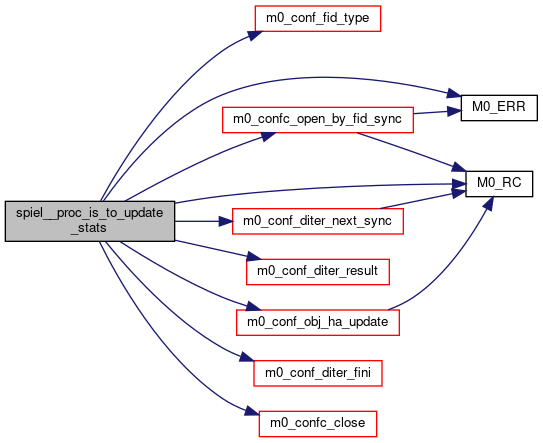 m0_conf_fid_type
M0_ERR
m0_confc_open_by_fid_sync
M0_RC
spiel__proc_is_to_update
_stats
m0_conf_diter_next_sync
m0_conf_diter_result
m0_conf_obj_ha_update
m0_conf_diter_fini
m0_confc_close